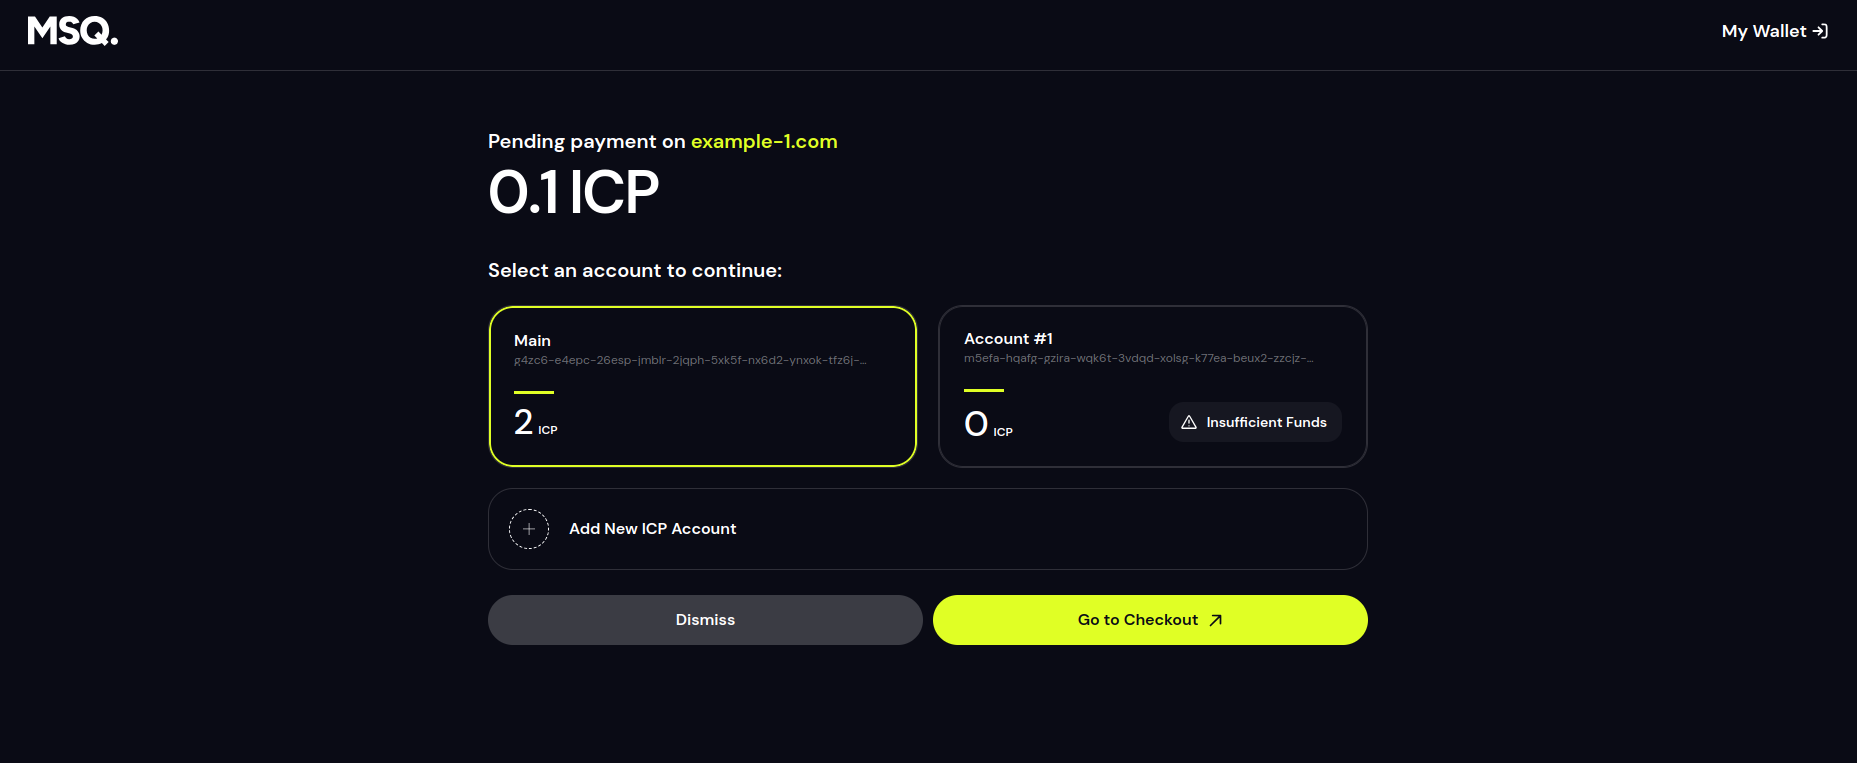 MSQ.
My Wallet
Pending payment on example-1.com
0.1 ICP
Select an account to continue:
Main
g4zc6-e4epc-26esp-jmblr-2jqph-5xk5f-nx6d2-ynxok-tfz6j-...
2 ICP
Account #1
m5efa-hqafg-gzira-wqk6t-3vdqd-xolsg-k77ea-beux2-zzcjz-...
0 ICP
Insufficient Funds
Add New ICP Account
Dismiss
Go to Checkout